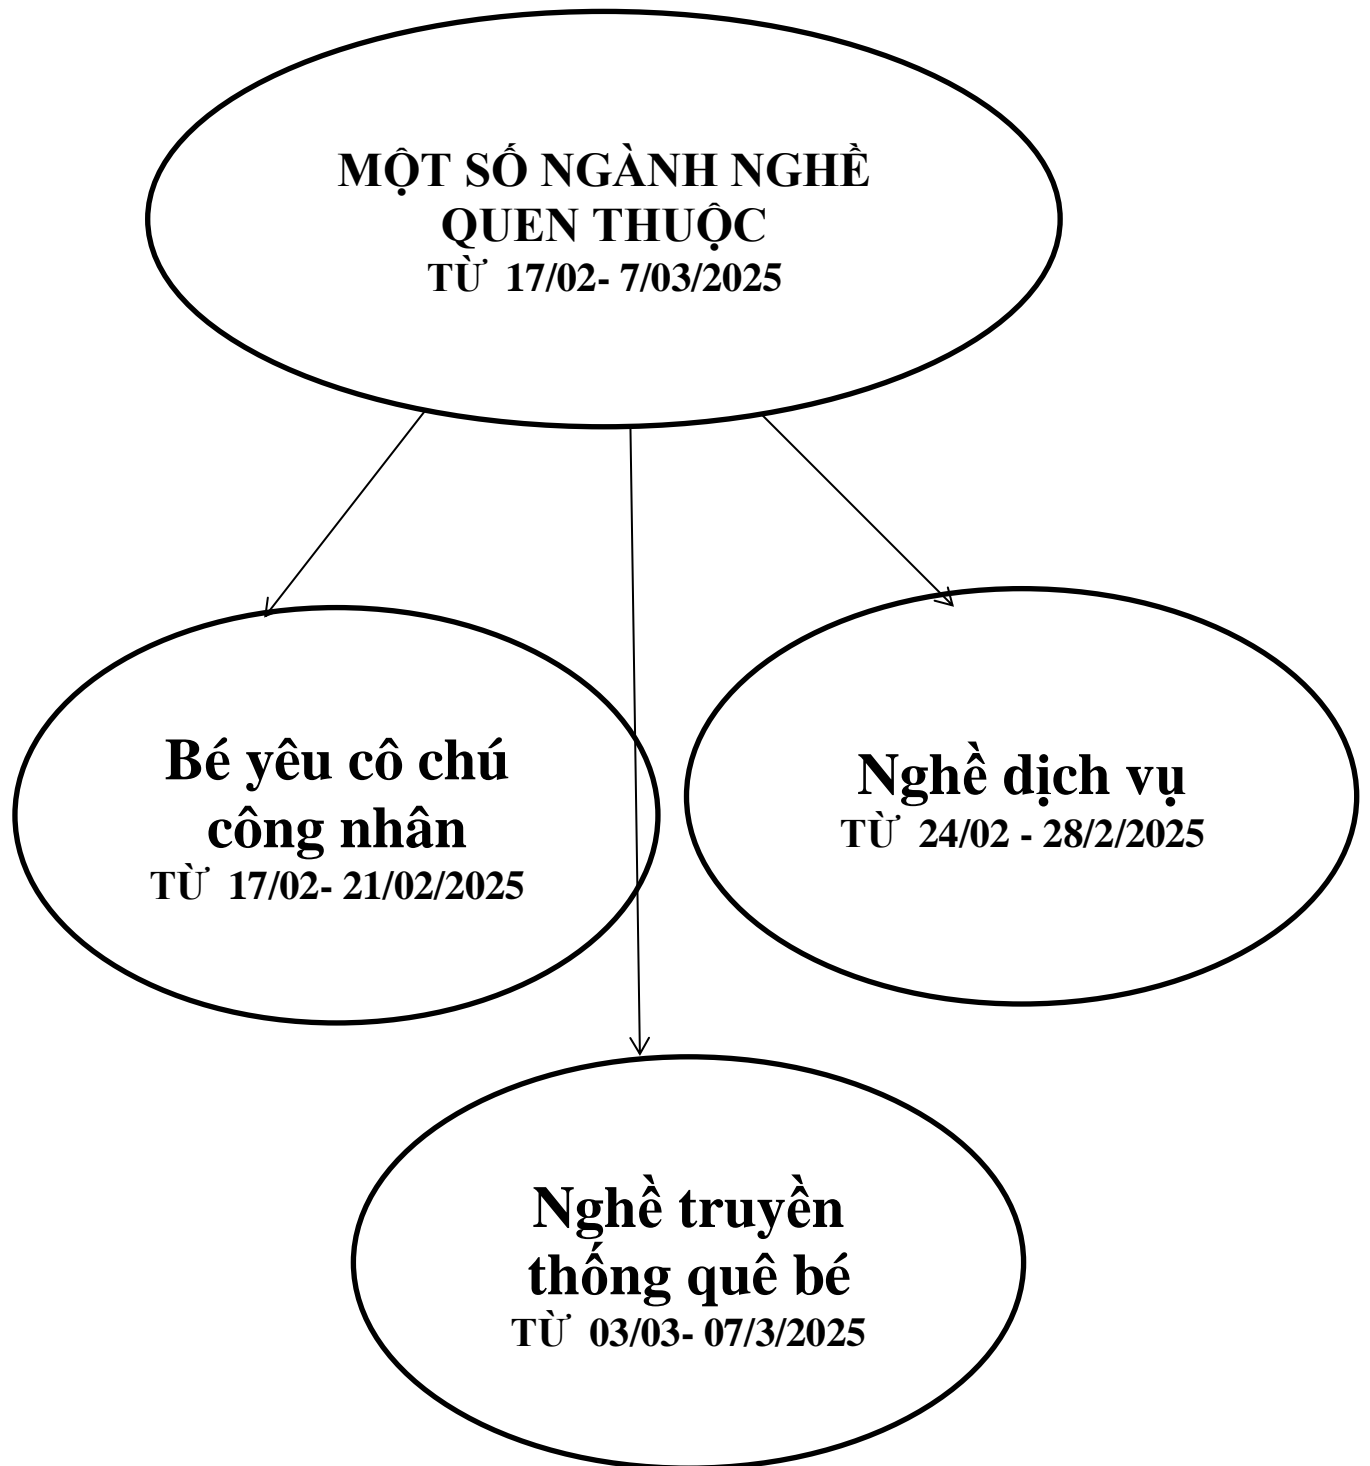 MỘT SỐ NGÀNH NGHỀ
QUEN THUỘC
TỪ 17/02- 7/03/2025
Bé yêu cô chú
công nhân
TỪ 17/02- 21/02/2025
Nghề dịch vụ
TỪ 24/02 - 28/2/2025
Nghề truyền
thống quê bé
TỪ 03/03- 07/3/2025